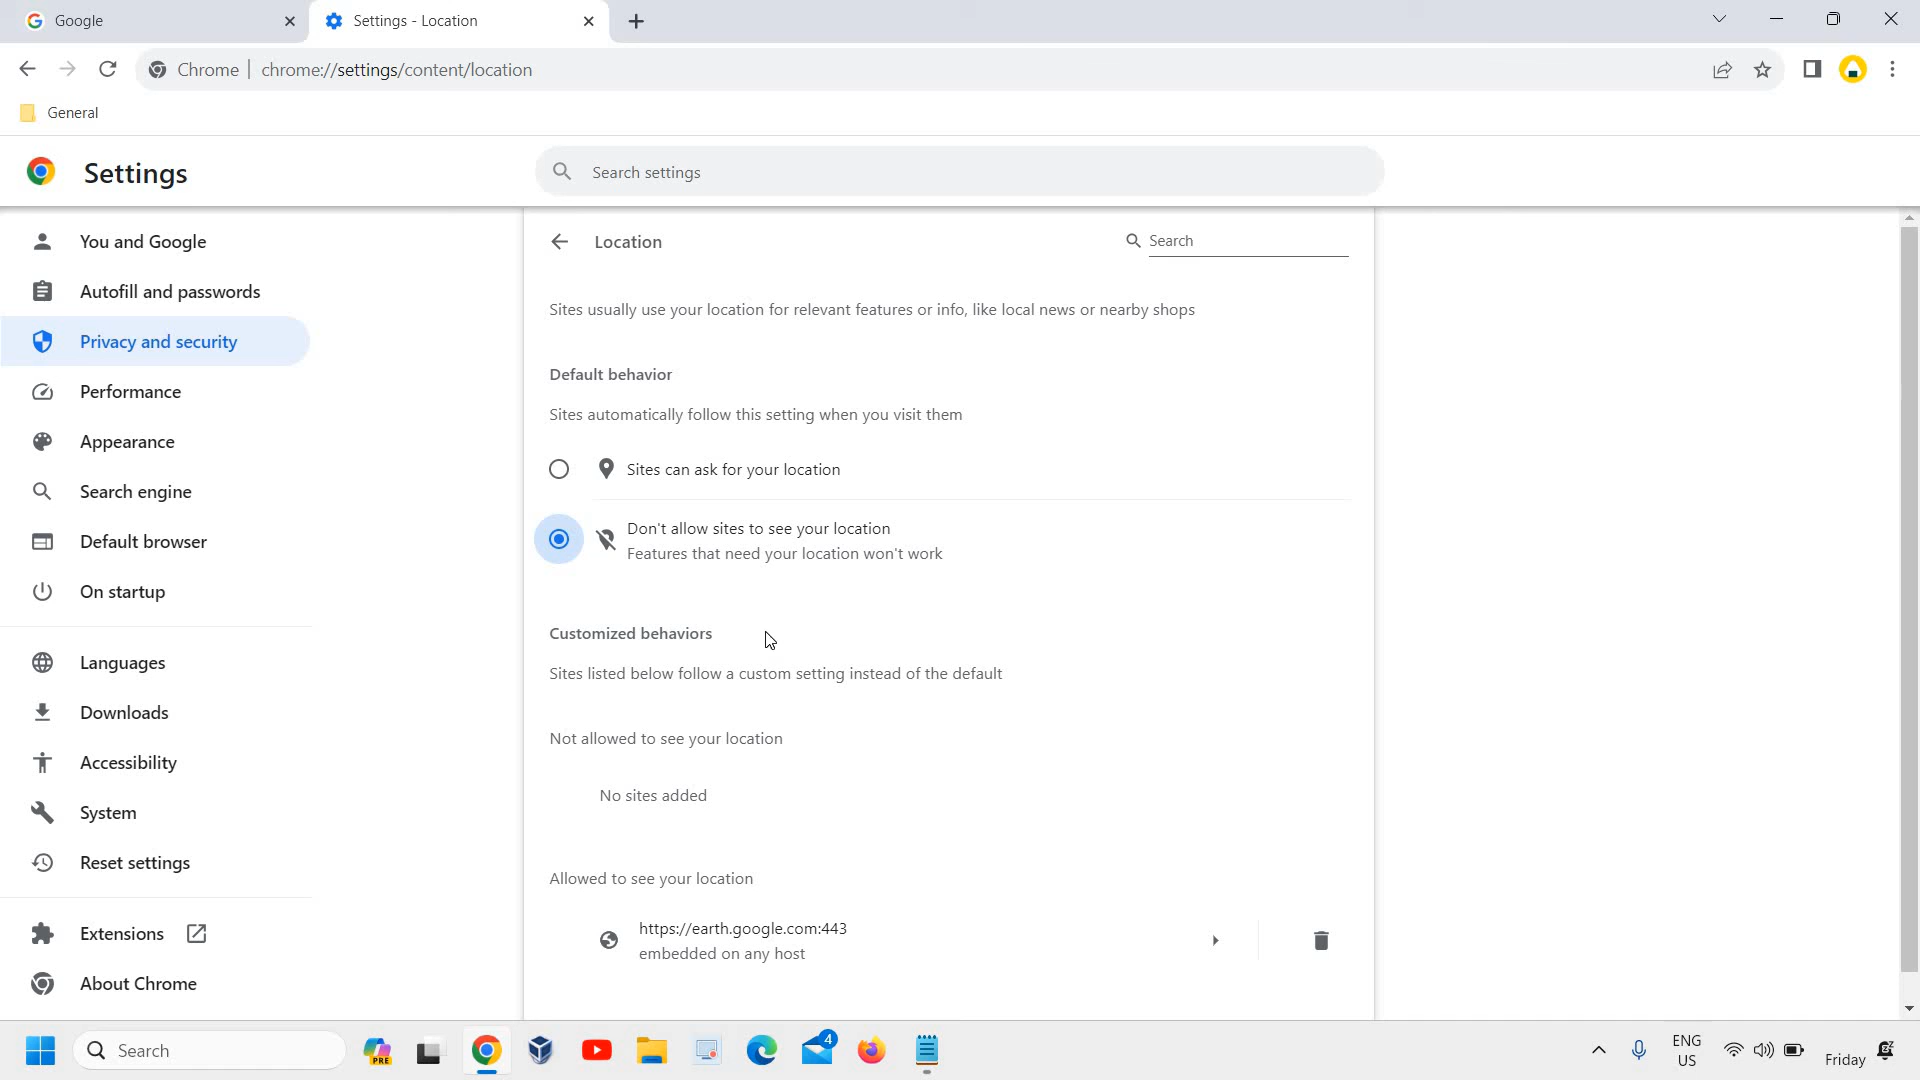 Google
Settings - Location
Chrome
chrome://settings/content/location
General
Settings
Search settings
You and Google
Autofill and passwords
Privacy and security
Performance
Appearance
Search engine
Default browser
On startup
Languages
Downloads
Accessibility
System
Reset settings
Extensions
About Chrome
Location
Search
Sites usually use your location for relevant features or info, like local news or nearby shops
Default behavior
Sites automatically follow this setting when you visit them
Sites can ask for your location
Don't allow sites to see your location
Features that need your location won't work
Customized behaviors
Sites listed below follow a custom setting instead of the default
Not allowed to see your location
No sites added
Allowed to see your location
https://earth.google.com:443
embedded on any host
Search
PRE
4
ENG
US
Friday